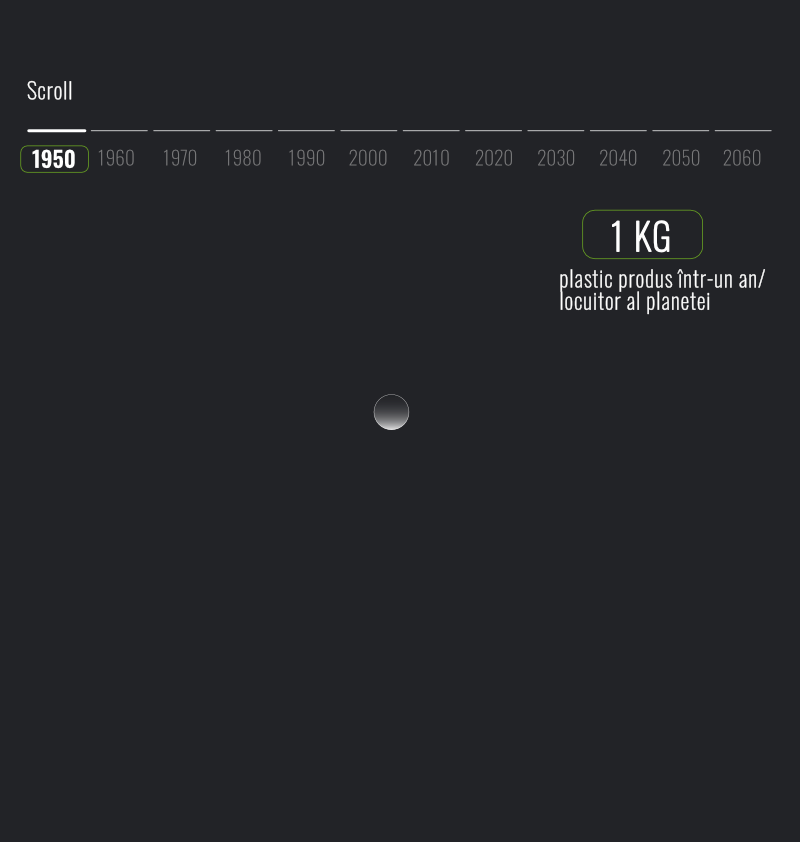 Scroll
1950 1960 1970 1980 1990 2000 2010 2020 2030 2040 2050 2060
1 KG
plastic produs într-un an/
locuitor al planetei